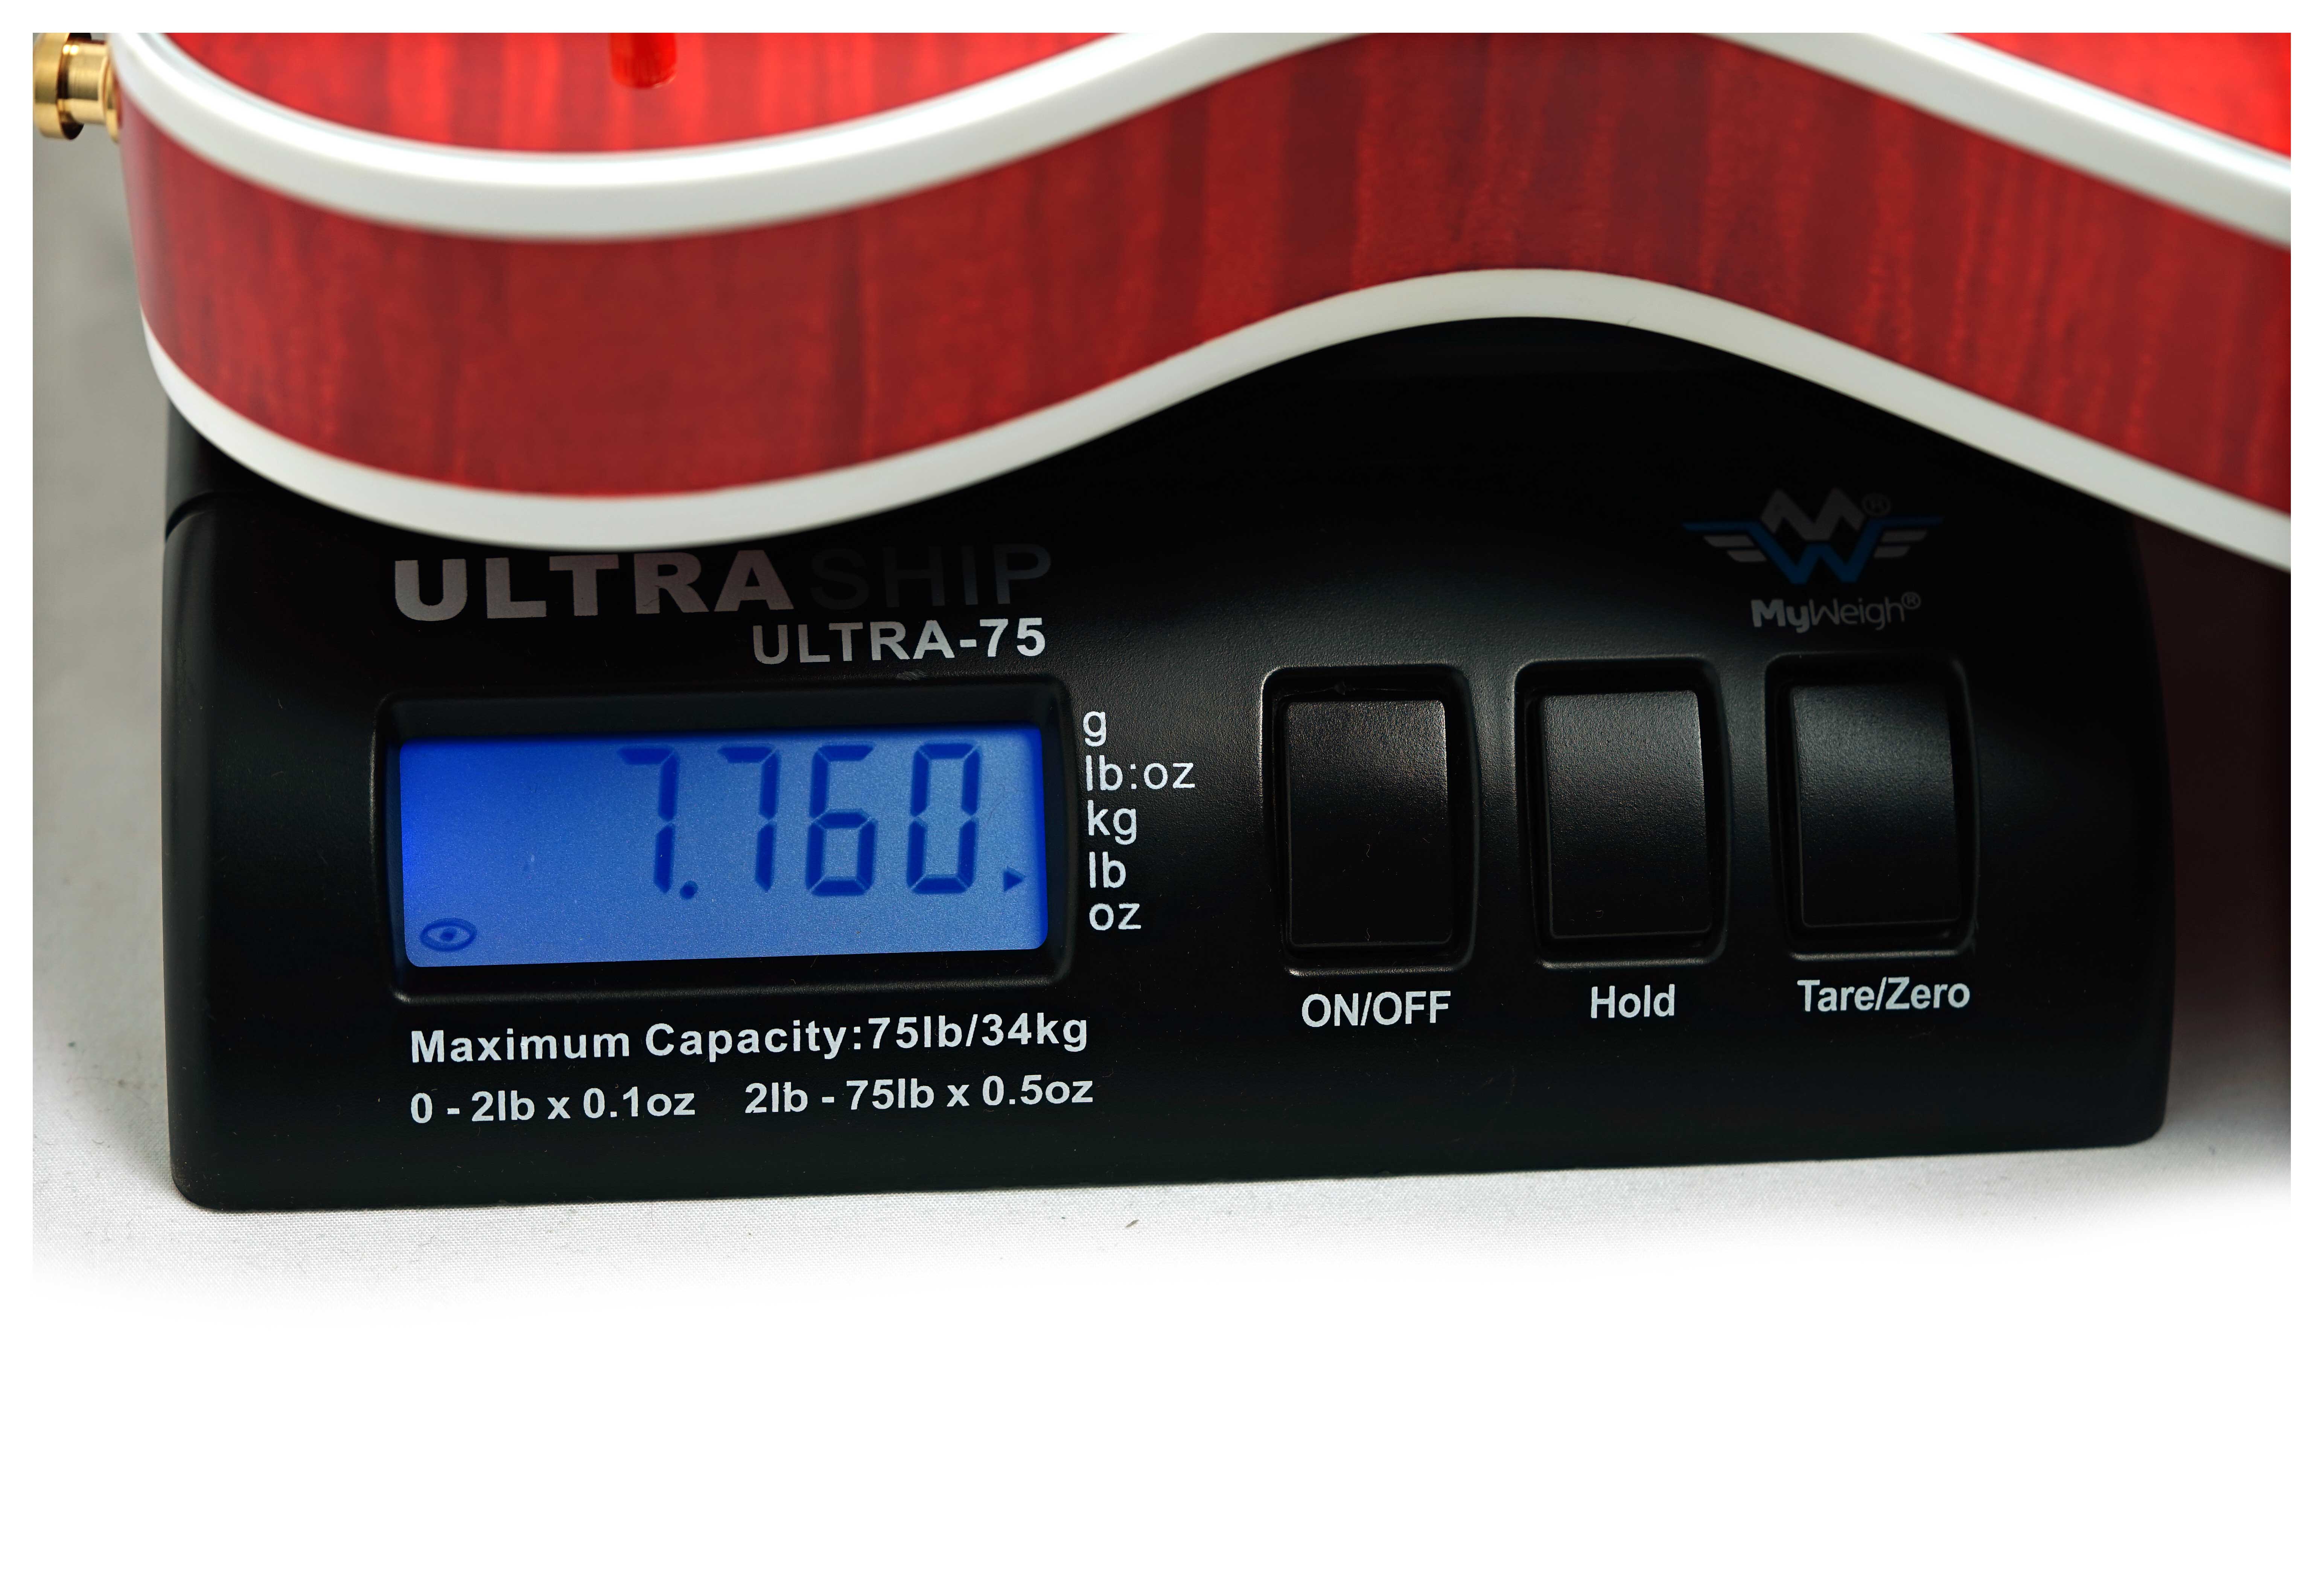 ULTRASHIP
ULTRA-75
MW®
MyWeigh®
7.760
g
lb:oz
kg
lb
oz
ON/OFF
Hold
Tare/Zero
Maximum Capacity:75lb/34kg
0 - 2lb x 0.1oz 2lb - 75lb x 0.5oz